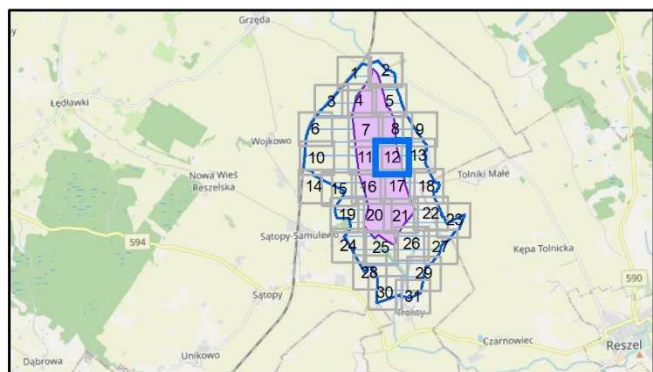 Grzęda
1 2
Łędławki
3 4 5
6 7 8 9
Wojkowo
10 11 12 13
Tolniki Małe
Nowa Wieś
Reszelska
14 15 16 17 18
19 20 21 22 23
594
Sątopy-Samulewo
24 25 26 27
Kępa Tolnicka
590
28 29
Sątopy
30 31
Troksy
Czarnowiec
Reszel
Unikowo
Dąbrowa